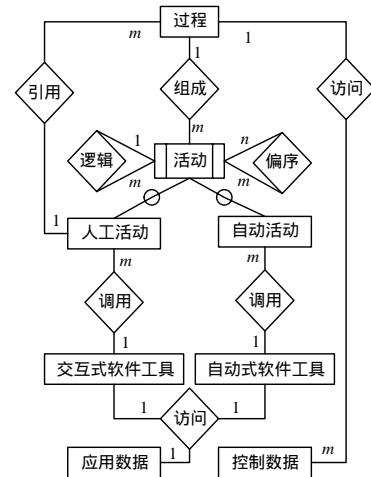 过程
m 1 1
引用 组成 访问
m
逻辑 1 活动 n 偏序
m m
1 人工活动 自动活动
m m
调用 调用
1 1
交互式软件工具 自动式软件工具
1 访问 1
应用数据 1 控制数据 m